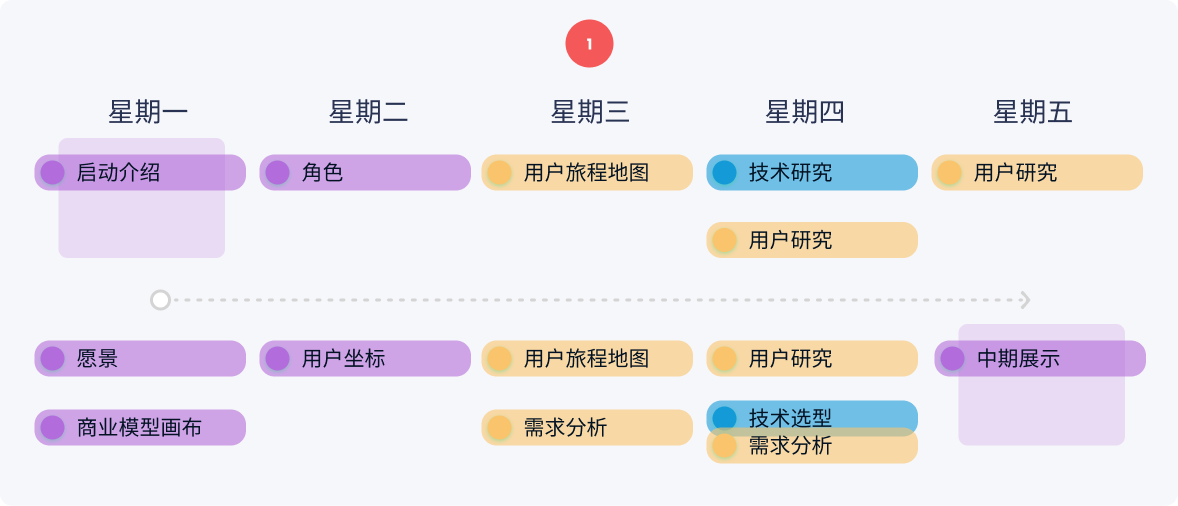 1
星期一
星期二
星期三
星期四
星期五
启动介绍
角色
用户旅程地图
技术研究
用户研究
用户研究
愿景
用户坐标
用户旅程地图
用户研究
中期展示
商业模型画布
需求分析
技术选型
需求分析